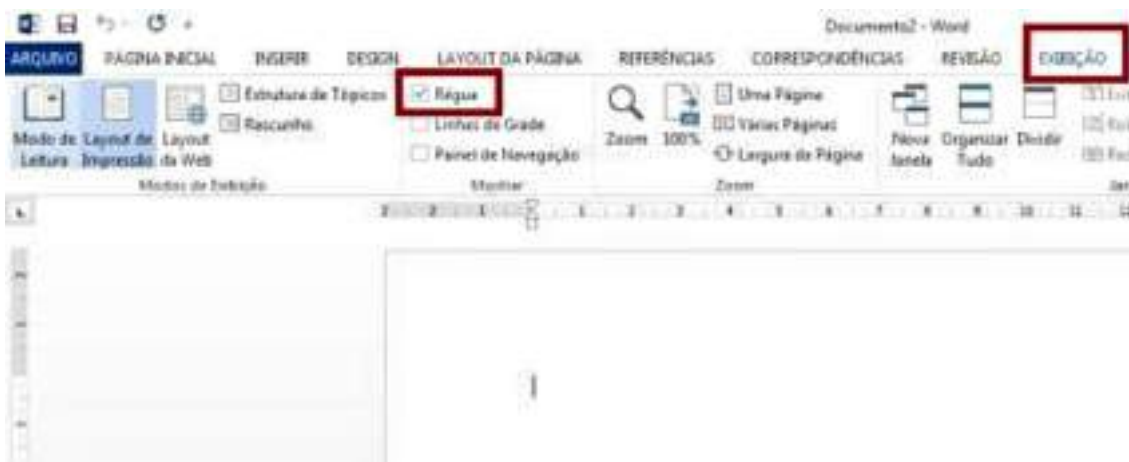 Documento2 - Word
ARQUIVO PÁGINA INICIAL INSERIR DESIGN LAYOUT DA PÁGINA REFERÊNCIAS CORRESPONDÊNCIAS REVISÃO EXIBIÇÃO
Modo de Leitura
Layout de Impressão
Layout da Web
Estrutura de Tópicos
Rascunho
Modos de Exibição
Régua
Linhas de Grade
Painel de Navegação
Mostrar
Zoom
100%
Uma Página
Várias Páginas
Largura da Página
Zoom
Nova Janela
Organizar Tudo
Dividir